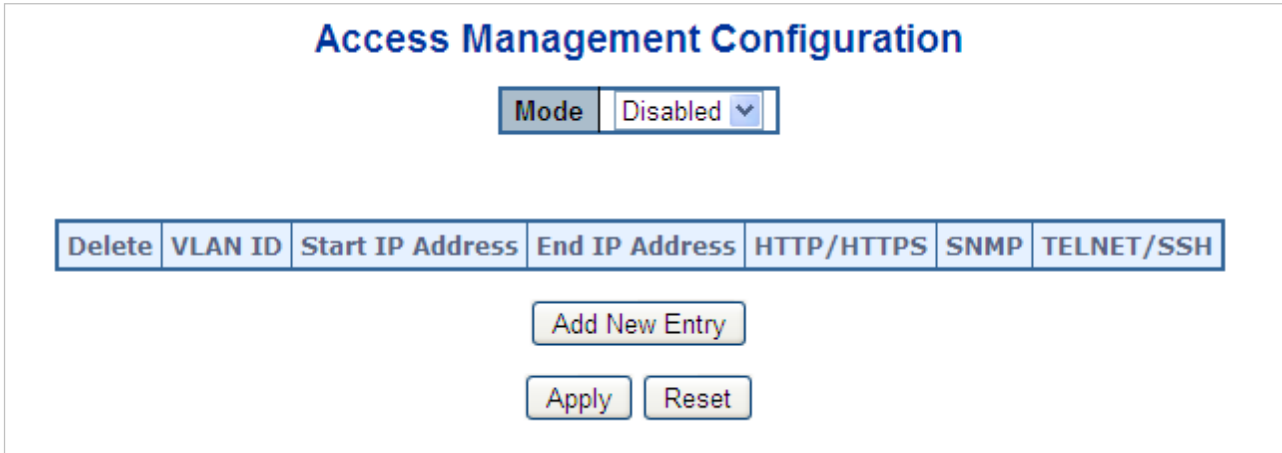 Access Management Configuration
Mode Disabled
Delete VLAN ID Start IP Address End IP Address HTTP/HTTPS SNMP TELNET/SSH
Add New Entry
Apply Reset